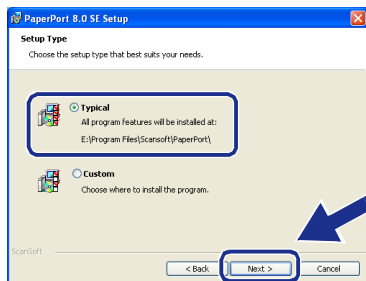 PaperPort 8.0 SE Setup
Setup Type
Choose the setup type that best suits your needs.
Typical
All program features will be installed at:
E:\Program Files\Scansoft\PaperPort\
Custom
Choose where to install the program.
ScanSoft
< Back
Next >
Cancel